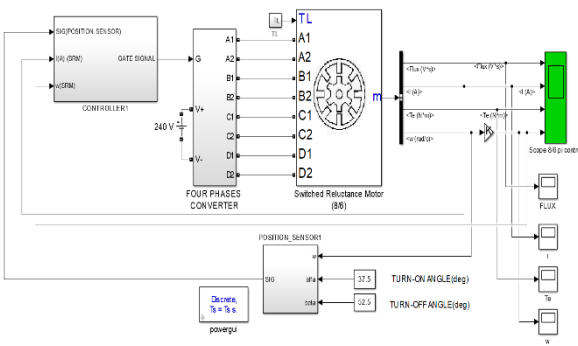 SIG(POSITION SENSOR)
I(A) (SRM)
w(SRM)
GATE SIGNAL
CONTROLLER1
G
V+
V-
240 V
A1
A2
B1
B2
C1
C2
D1
D2
FOUR PHASES
CONVERTER
TL
TL
TL
A1
A2
B1
B2
C1
C2
D1
D2
m
Switched Reluctance Motor
(8/6)
<Flux (V*s)>
<I (A)>
<Te (N*m)>
<w (rad/s)>
<Flux (V*s)>
<I (A)>
<Te (N*m)>
Scope 8/6 pi contr
FLUX
I
Te
w
POSITION_SENSOR1
SIG
w
alfa
beta
37.5
TURN-ON ANGLE(deg)
52.5
TURN-OFF ANGLE(deg)
Discrete,
Ts = Ts s.
powergui